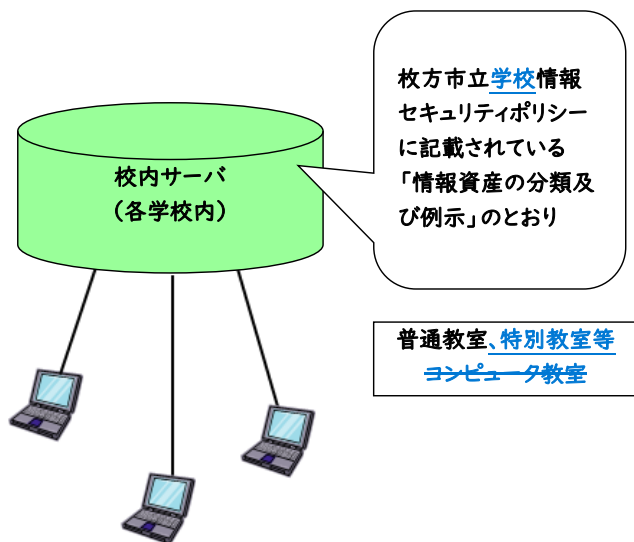 枚方市立学校情報
セキュリティポリシー
に記載されている
「情報資産の分類及
び例示」のとおり
校内サーバ
（各学校内）
普通教室、特別教室等
コンピュータ教室